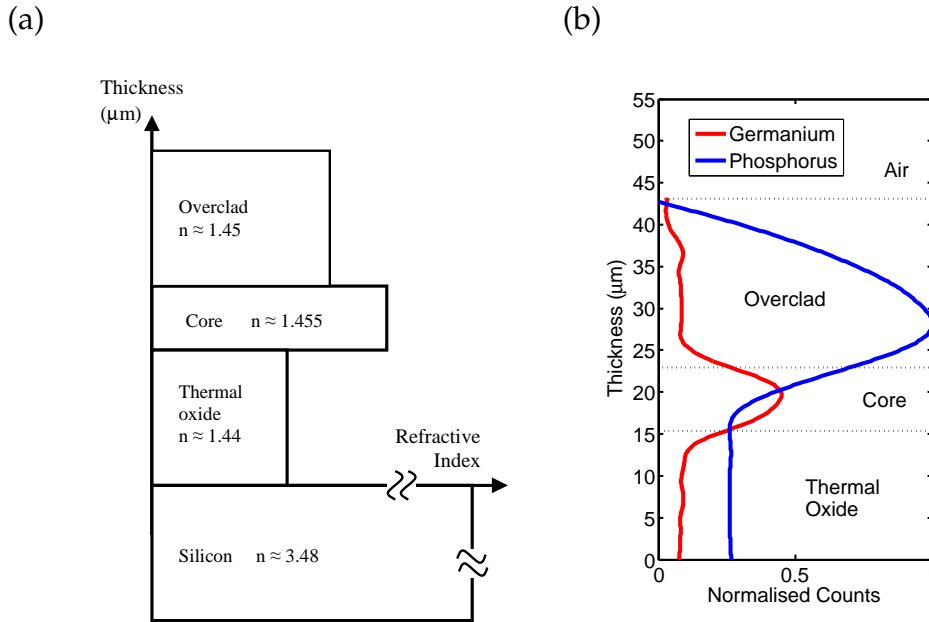 (a)
Thickness
(μm)
Overclad
n ≈ 1.45
Core n ≈ 1.455
Thermal
oxide
n ≈ 1.44
Refractive
Index
Silicon n ≈ 3.48
(b)
55
50
45
40
35
30
25
20
15
10
5
0
Thickness (μm)
Germanium
Phosphorus
Air
Overclad
Core
Thermal
Oxide
0 0.5
Normalised Counts